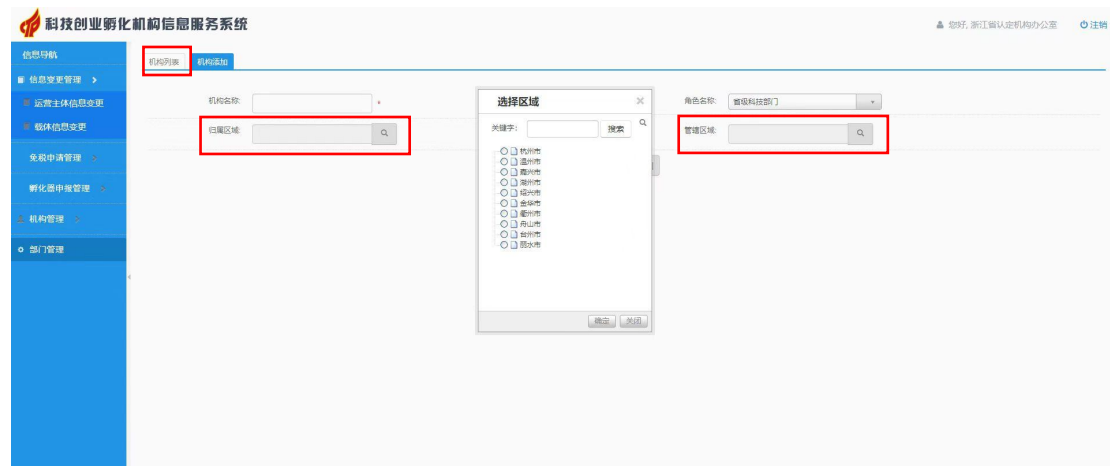 科技创业孵化机构信息服务系统
您好, 浙江省认定机构办公室
注销
信息导航
信息变更管理
运营主体信息变更
载体信息变更
免税申请管理
孵化器申报管理
机构管理
部门管理
机构列表
机构添加
机构名称:
*
角色名称:
省级科技部门
归属区域:
管辖区域:
选择区域
关键字:
搜索
杭州市
温州市
嘉兴市
湖州市
绍兴市
金华市
衢州市
舟山市
台州市
丽水市
确定
关闭